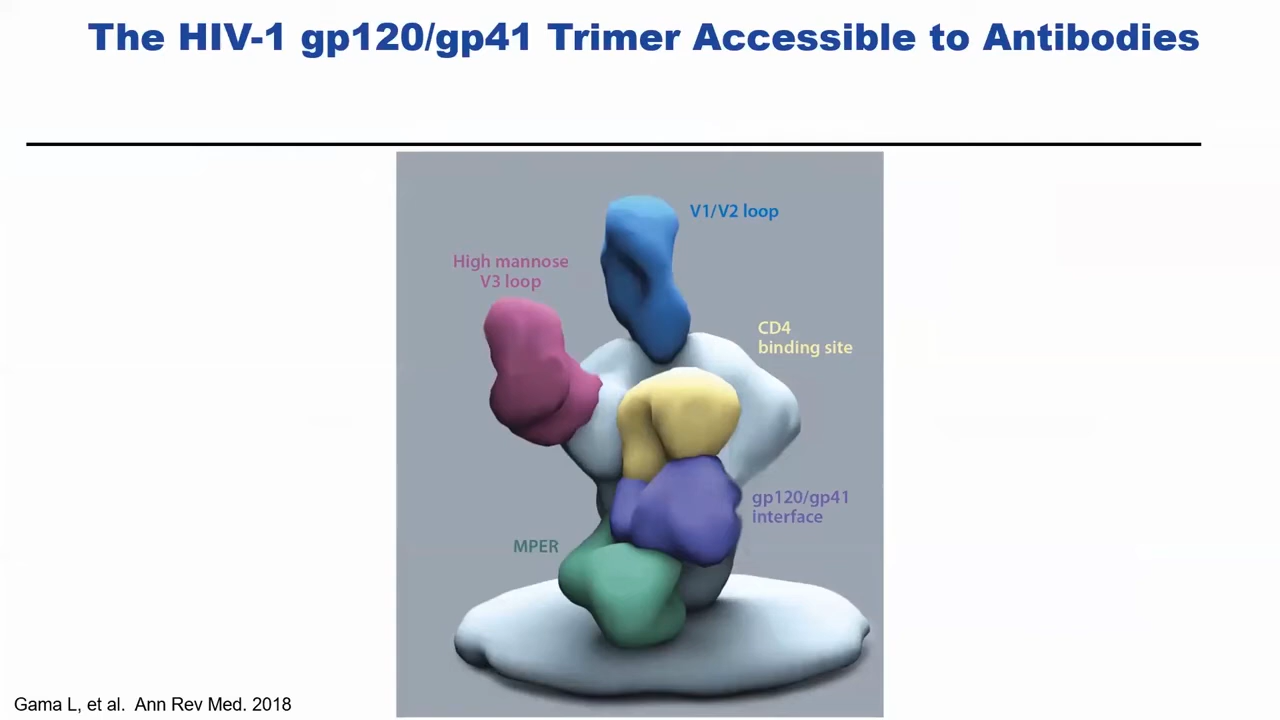 The HIV-1 gp120/gp41 Trimer Accessible to Antibodies
V1/V2 loop
High mannose
V3 loop
CD4
binding site
gp120/gp41
interface
MPER
Gama L, et al. Ann Rev Med. 2018